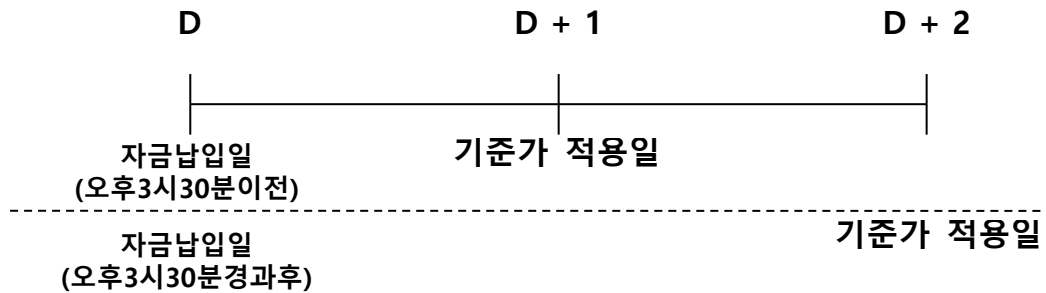 D D + 1 D + 2
자금납입일 기준가 적용일
(오후3시30분이전)
기준가 적용일
자금납입일
(오후3시30분경과후)